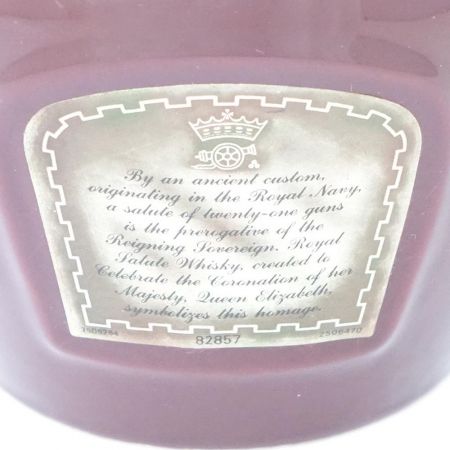 By an ancient custom,
originating in the Royal Navy,
a salute of twenty-one guns
is the prerogative of the
Reigning Sovereign. Royal
Salute Whisky, created to
Celebrate the Coronation of her
Majesty, Queen Elizabeth,
symbolizes this homage.
82857
2506470